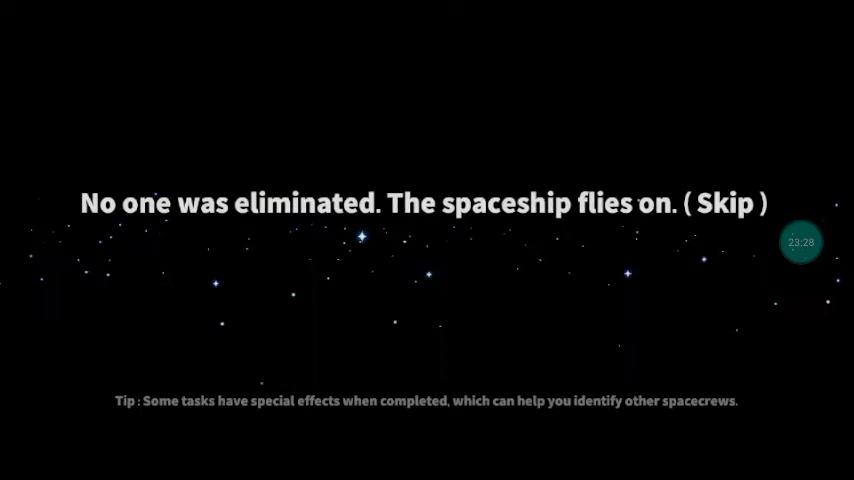 No one was eliminated. The spaceship flies on. ( Skip )
23:28
Tip : Some tasks have special effects when completed, which can help you identify other spacecrews.